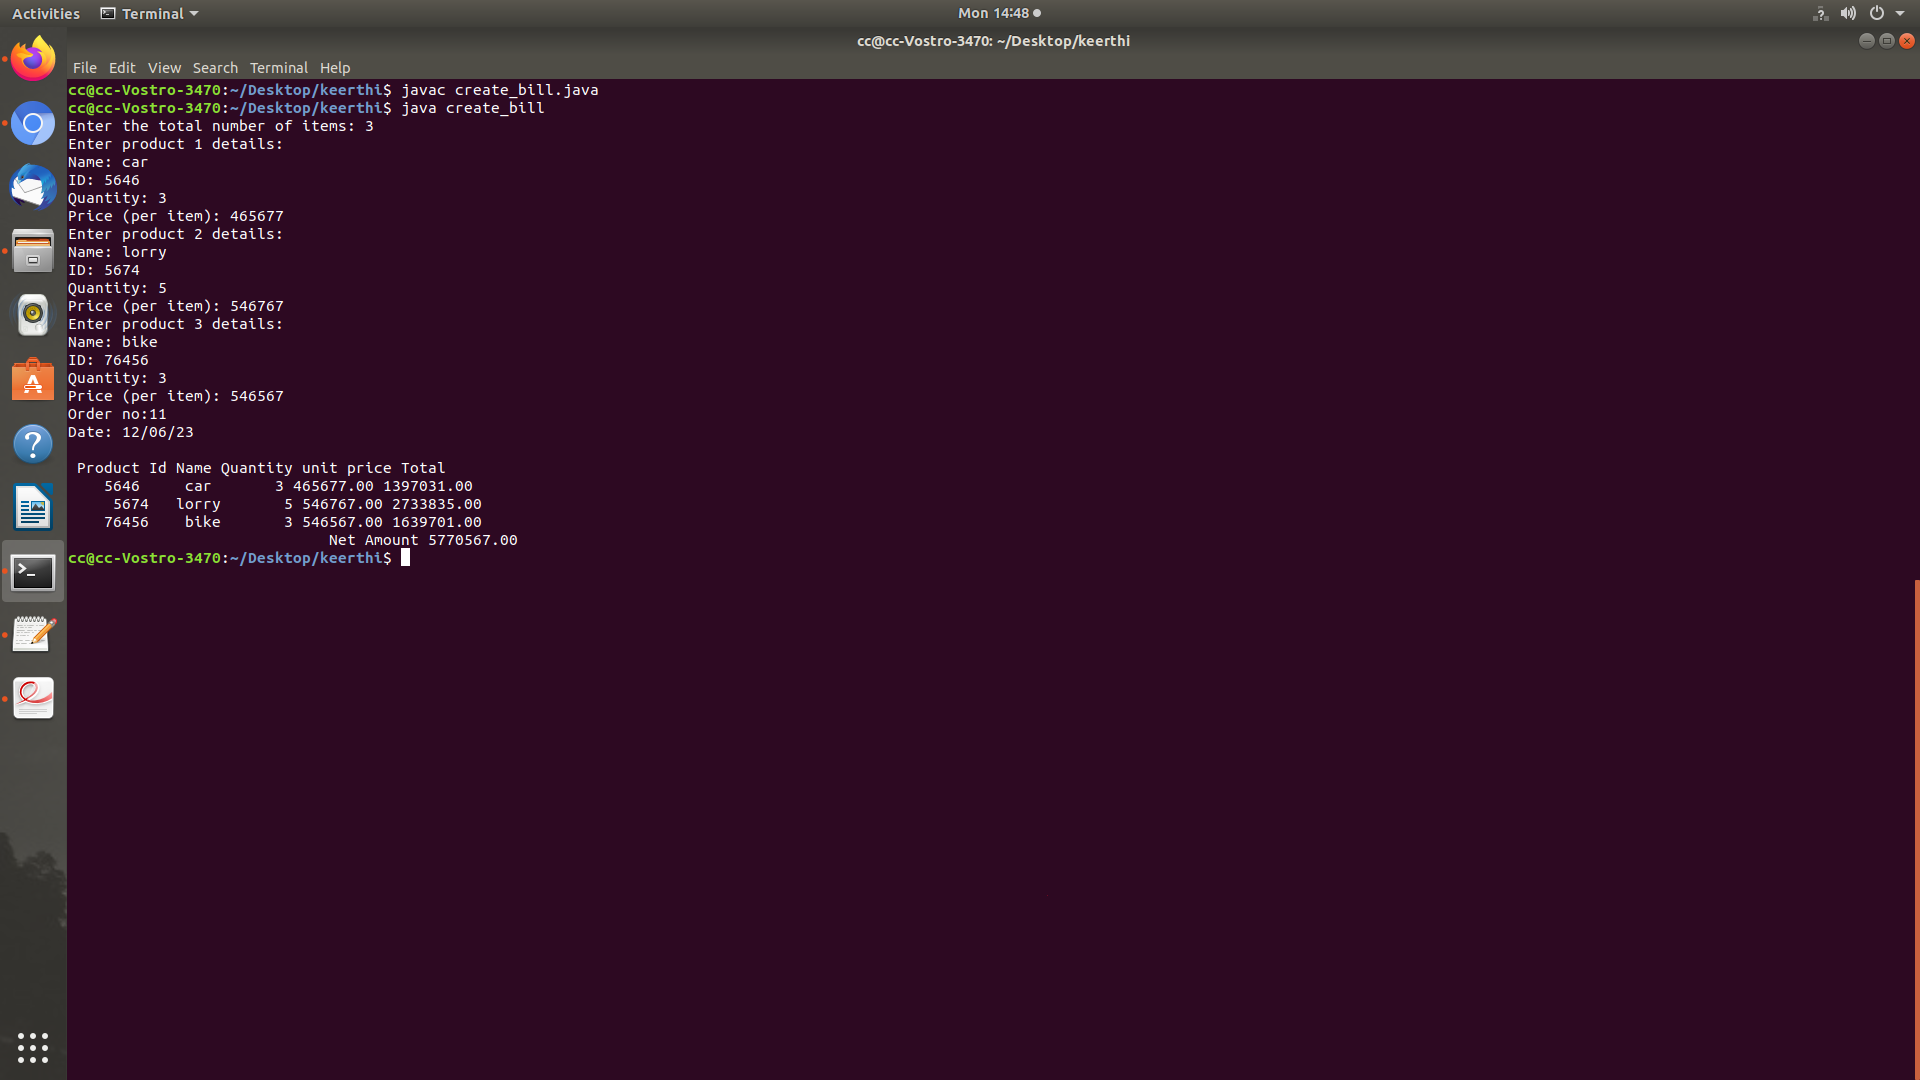 Activities Terminal Mon 14:48
cc@cc-Vostro-3470: ~/Desktop/keerthi
File Edit View Search Terminal Help
cc@cc-Vostro-3470:~/Desktop/keerthi$ javac create_bill.java
cc@cc-Vostro-3470:~/Desktop/keerthi$ java create_bill
Enter the total number of items: 3
Enter product 1 details:
Name: car
ID: 5646
Quantity: 3
Price (per item): 465677
Enter product 2 details:
Name: lorry
ID: 5674
Quantity: 5
Price (per item): 546767
Enter product 3 details:
Name: bike
ID: 76456
Quantity: 3
Price (per item): 546567
Order no:11
Date: 12/06/23
Product Id Name Quantity unit price Total
5646 car 3 465677.00 1397031.00
5674 lorry 5 546767.00 2733835.00
76456 bike 3 546567.00 1639701.00
Net Amount 5770567.00
cc@cc-Vostro-3470:~/Desktop/keerthi$